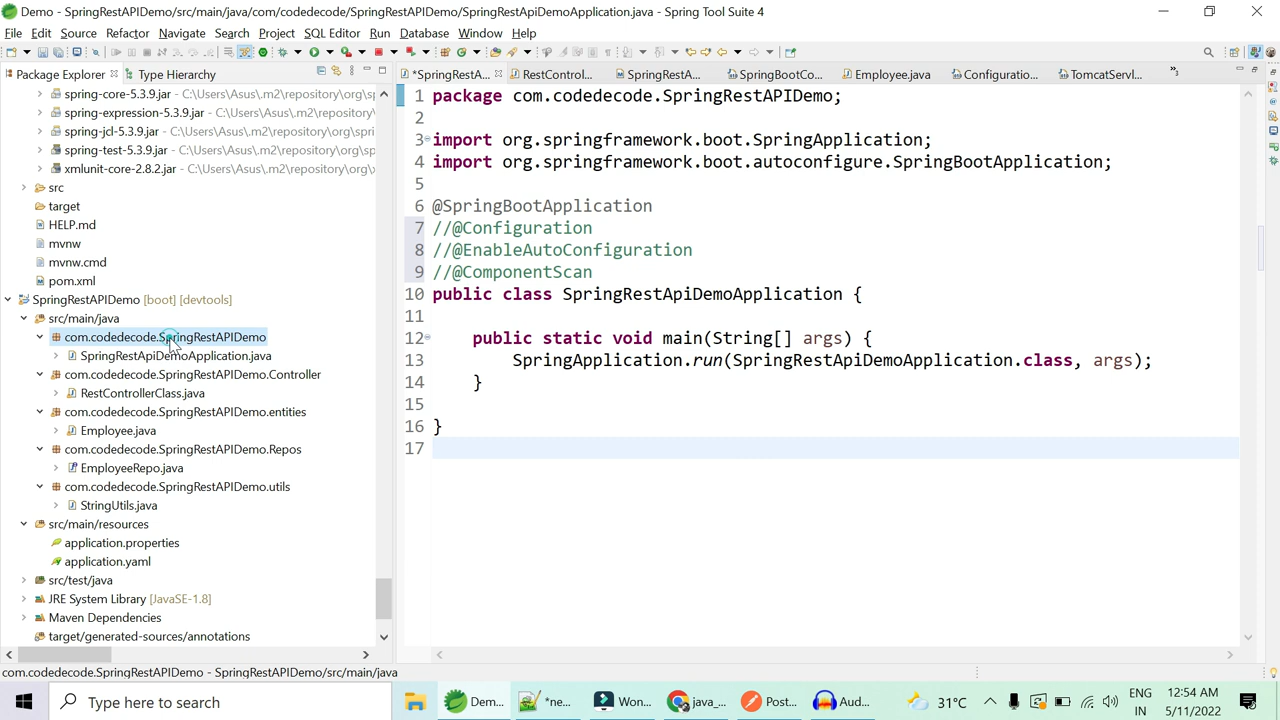 Demo - SpringRestAPIDemo/src/main/java/com/codedecode/SpringRestAPIDemo/SpringRestApiDemoApplication.java - Spring Tool Suite 4
File Edit Source Refactor Navigate Search Project SQL Editor Run Database Window Help
Package Explorer Type Hierarchy
*SpringRestA... RestControl... SpringRestA... SpringBootCo... Employee.java Configuratio... TomcatServl...
spring-core-5.3.9.jar - C:\Users\Asus\.m2\repository\org\sp
spring-expression-5.3.9.jar - C:\Users\Asus\.m2\repository\
spring-jcl-5.3.9.jar - C:\Users\Asus\.m2\repository\org\spri
spring-test-5.3.9.jar - C:\Users\Asus\.m2\repository\org\sp
xmlunit-core-2.8.2.jar - C:\Users\Asus\.m2\repository\org\x
src
target
HELP.md
mvnw
mvnw.cmd
pom.xml
SpringRestAPIDemo [boot] [devtools]
src/main/java
com.codedecode.SpringRestAPIDemo
SpringRestApiDemoApplication.java
com.codedecode.SpringRestAPIDemo.Controller
RestControllerClass.java
com.codedecode.SpringRestAPIDemo.entities
Employee.java
com.codedecode.SpringRestAPIDemo.Repos
EmployeeRepo.java
com.codedecode.SpringRestAPIDemo.utils
StringUtils.java
src/main/resources
application.properties
application.yaml
src/test/java
JRE System Library [JavaSE-1.8]
Maven Dependencies
target/generated-sources/annotations
1 package com.codedecode.SpringRestAPIDemo;
2
3 import org.springframework.boot.SpringApplication;
4 import org.springframework.boot.autoconfigure.SpringBootApplication;
5
6 @SpringBootApplication
7 //@Configuration
8 //@EnableAutoConfiguration
9 //@ComponentScan
10 public class SpringRestApiDemoApplication {
11
12 public static void main(String[] args) {
13 SpringApplication.run(SpringRestApiDemoApplication.class, args);
14 }
15
16 }
17
com.codedecode.SpringRestAPIDemo - SpringRestAPIDemo/src/main/java
Type here to search
Dem... *ne... Won... java_... Post... Aud...
31°C
ENG
IN
12:54 AM
5/11/2022